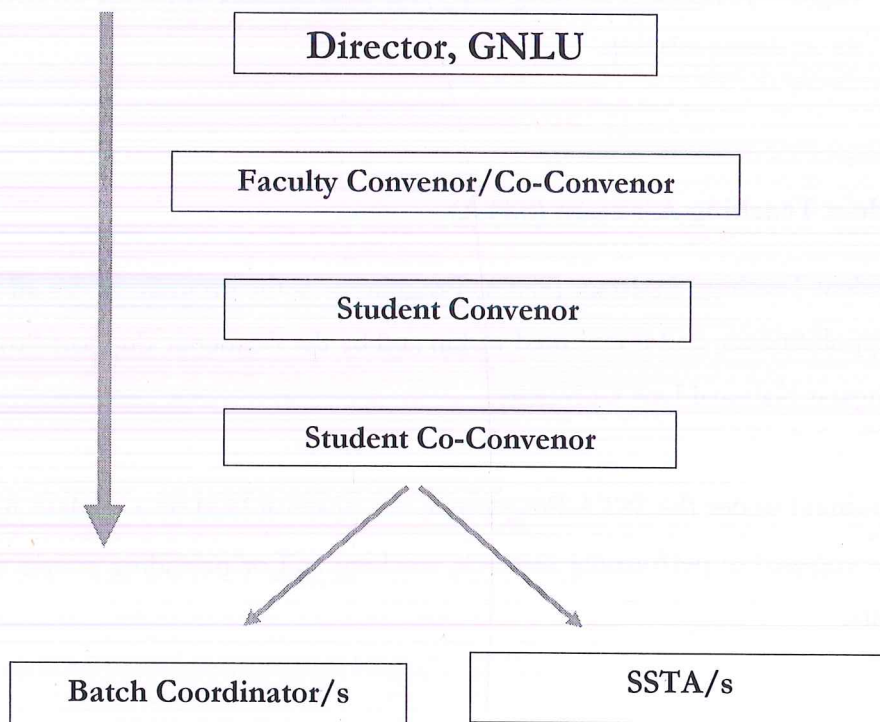 Director, GNLU
Faculty Convenor/Co-Convenor
Student Convenor
Student Co-Convenor
Batch Coordinator/s
SSTA/s